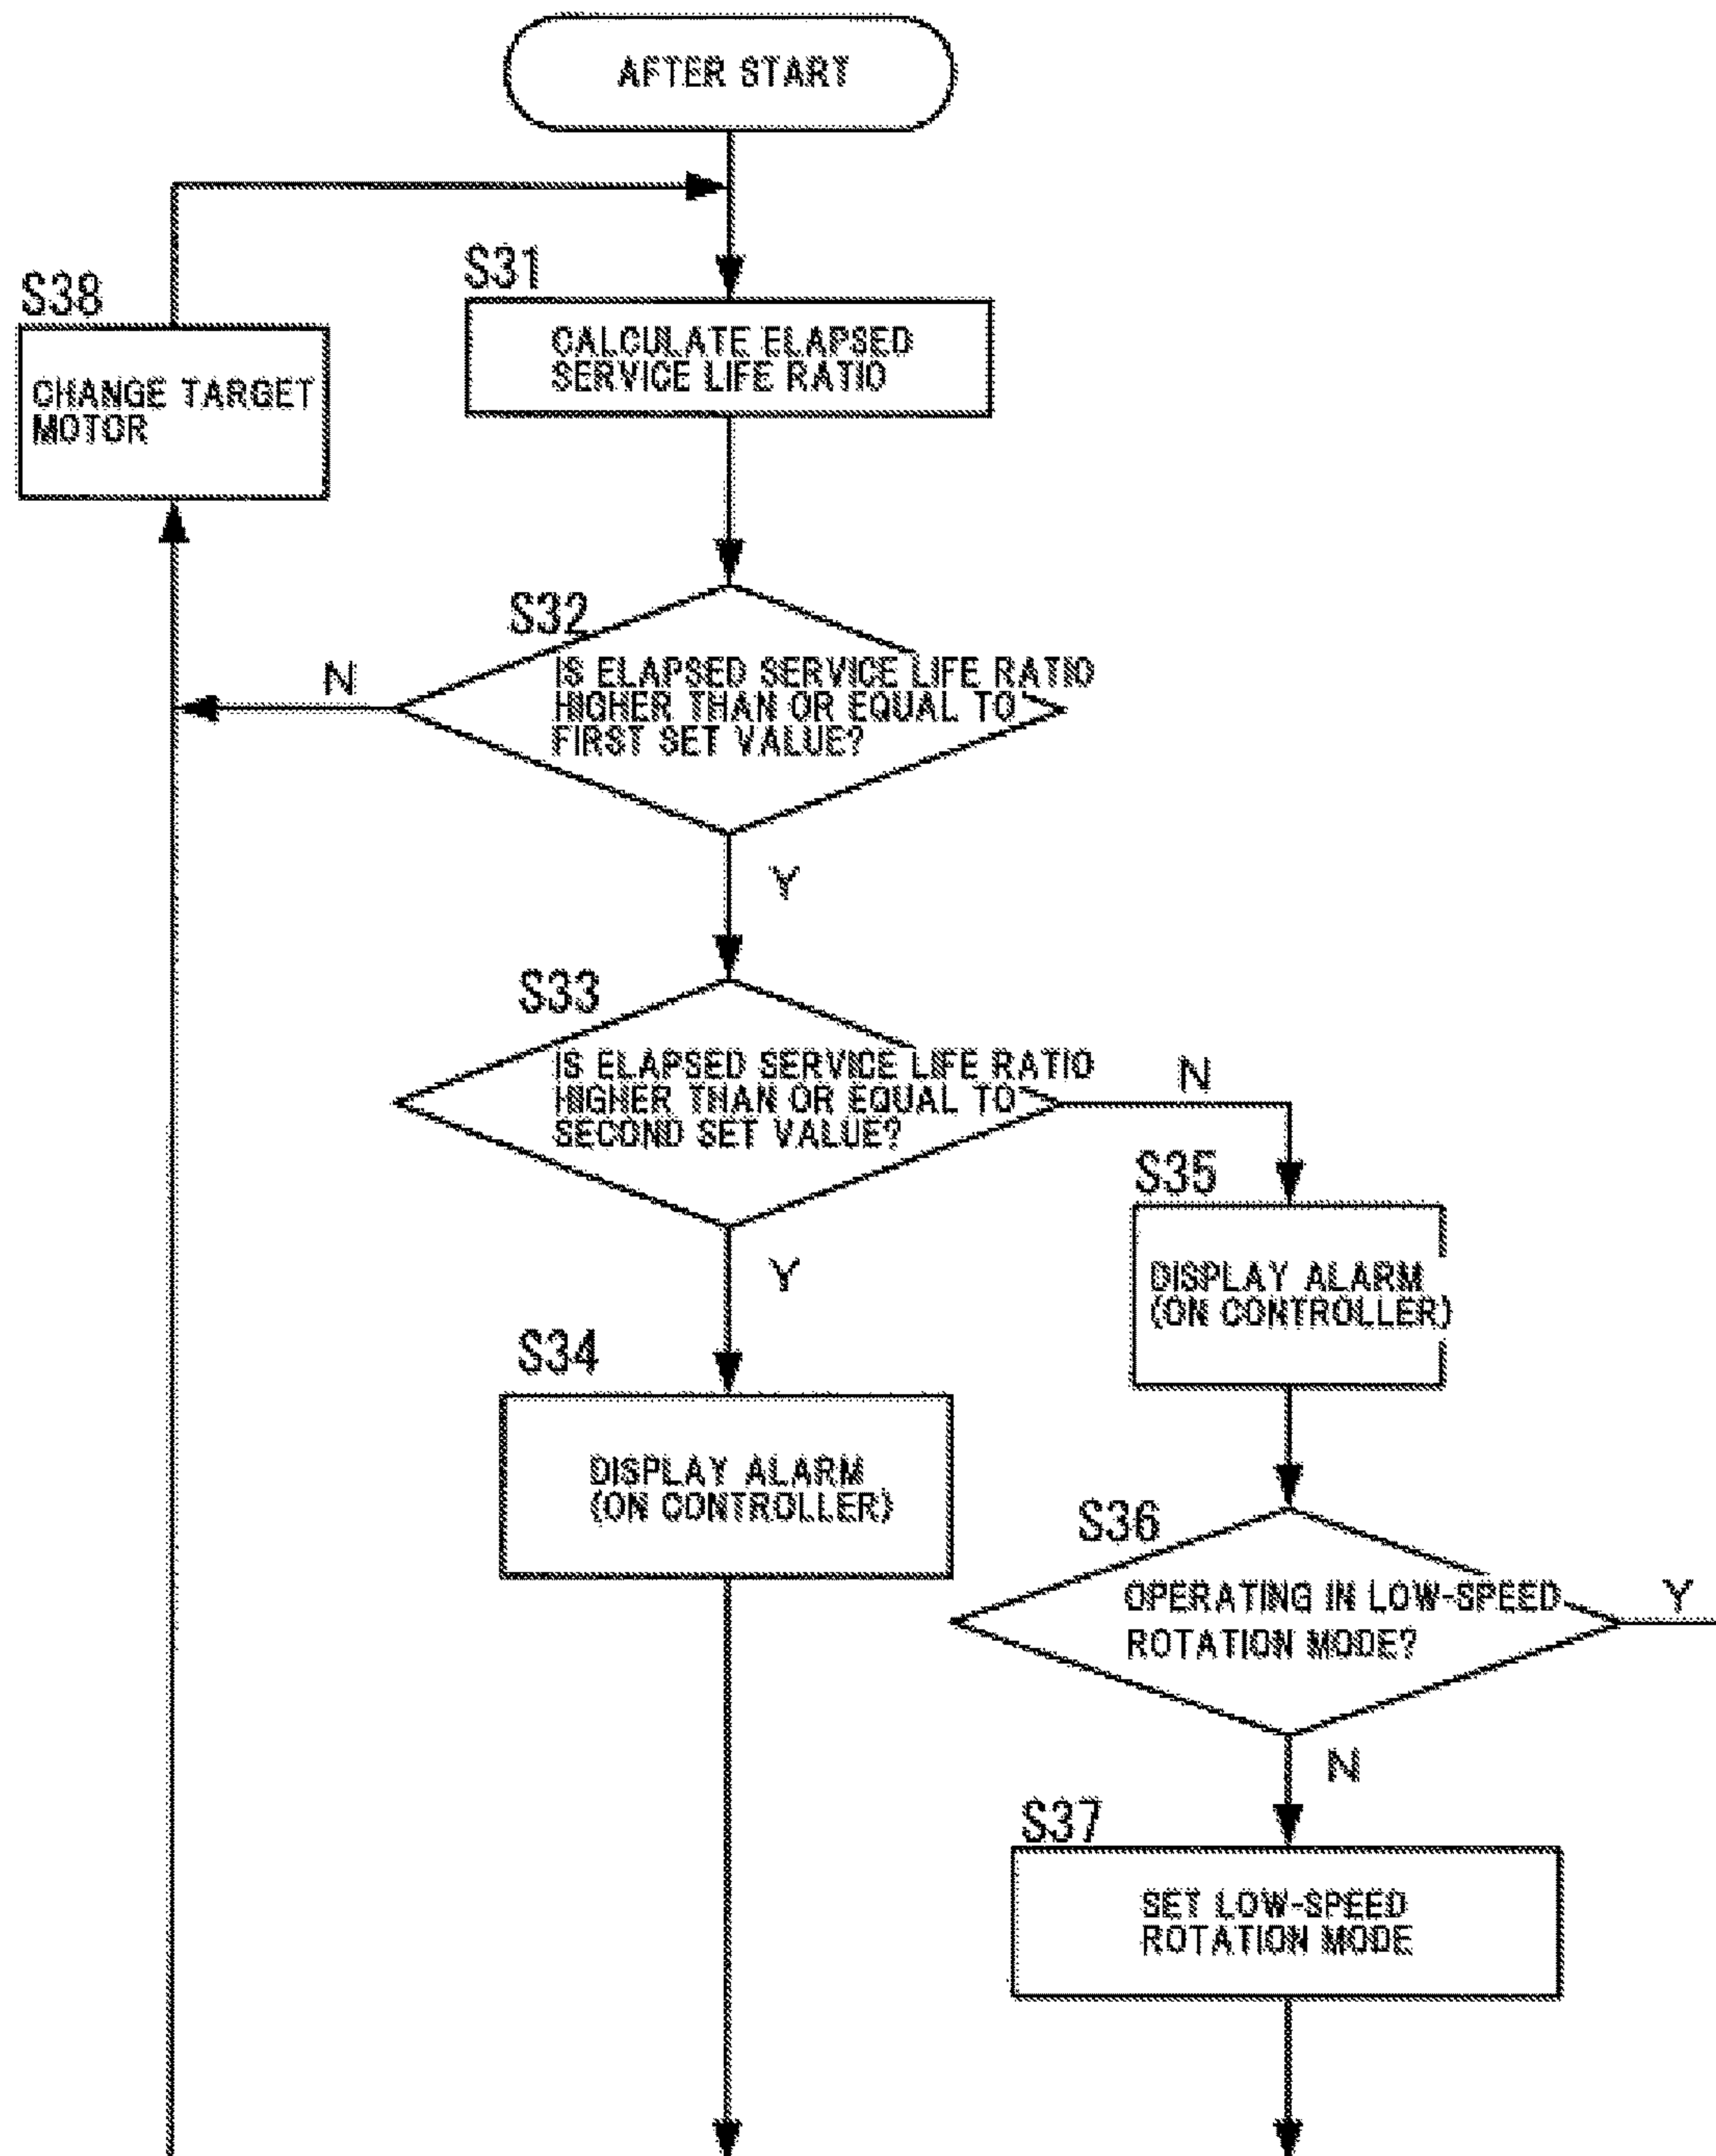 AFTER START
S31
CALCULATE ELAPSED
SERVICE LIFE RATIO
S38
CHANGE TARGET
MOTOR
S32
IS ELAPSED SERVICE LIFE RATIO
HIGHER THAN OR EQUAL TO
FIRST SET VALUE?
N
Y
S33
IS ELAPSED SERVICE LIFE RATIO
HIGHER THAN OR EQUAL TO
SECOND SET VALUE?
N
Y
S35
DISPLAY ALARM
(ON CONTROLLER)
S34
DISPLAY ALARM
(ON CONTROLLER)
S36
OPERATING IN LOW-SPEED
ROTATION MODE?
Y
N
S37
SET LOW-SPEED
ROTATION MODE